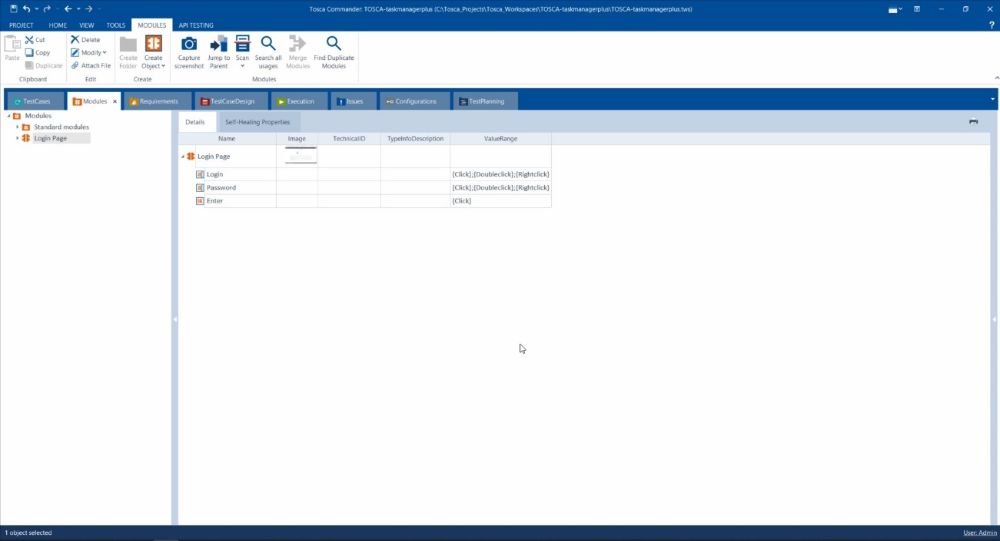 Tosca Commander: TOSCA-taskmanagerplus (C:\Tosca_Projects\Tosca_Workspaces\TOSCA-taskmanagerplus\TOSCA-taskmanagerplus.tws)
PROJECT HOME VIEW TOOLS MODULES API TESTING ?
Paste Cut Copy Duplicate
Delete Modify Attach File
Create Folder Create Object
Capture screenshot Jump to Parent Scan Search all usages Merge Modules Find Duplicate Modules
Clipboard Edit Create Modules
TestCases Modules Requirements TestCaseDesign Execution Issues Configurations TestPlanning
Modules
Standard modules
Login Page
Details Self-Healing Properties
Name Image TechnicalID TypeInfoDescription ValueRange
Login Page
Login {Click};{Doubleclick};{Rightclick}
Password {Click};{Doubleclick};{Rightclick}
Enter {Click}
1 object selected User: Admin